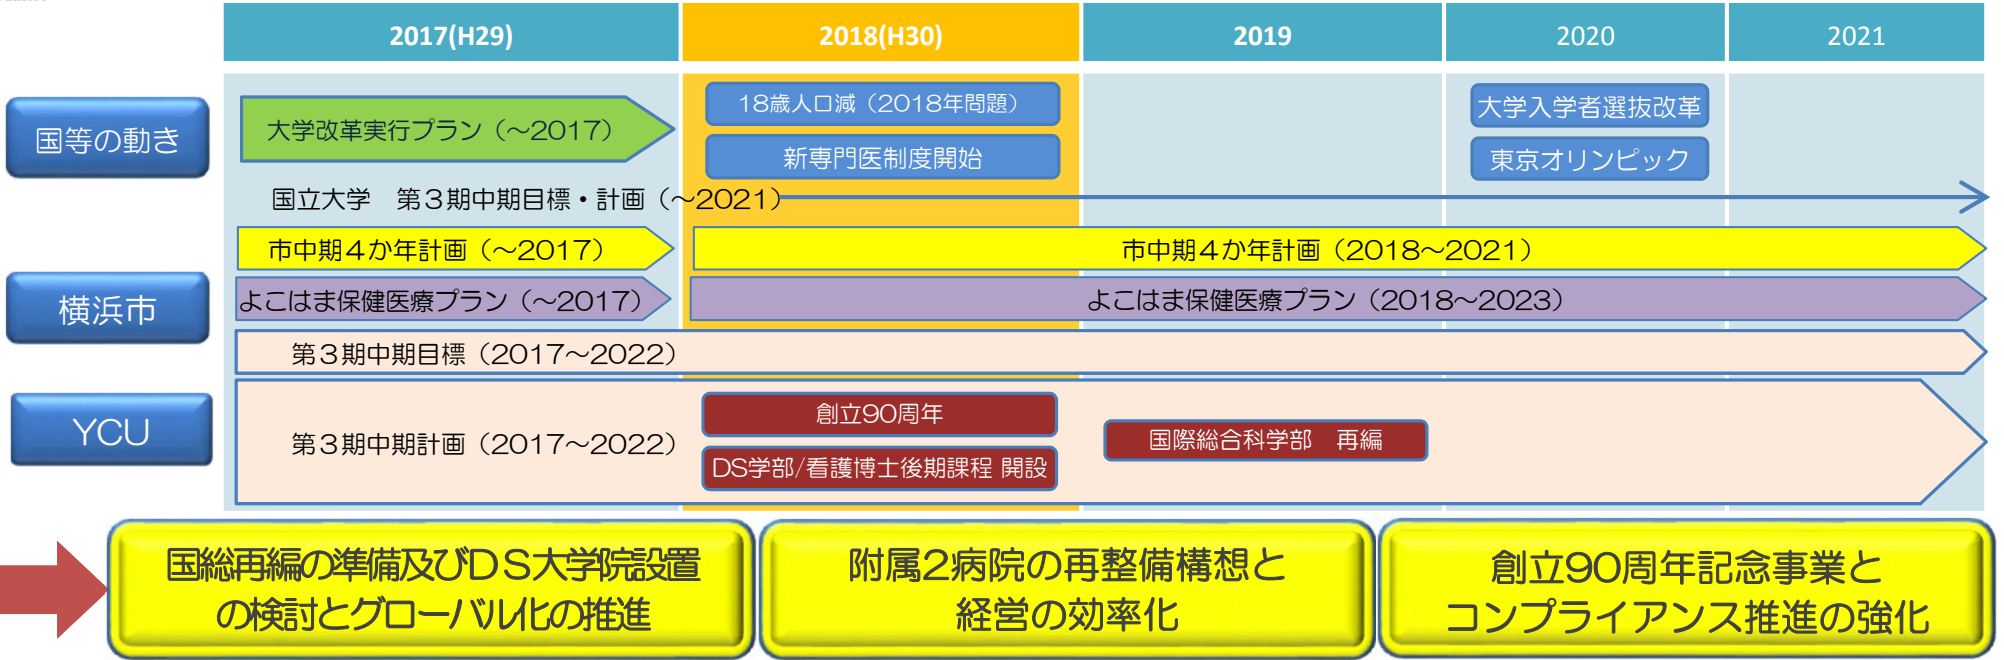 2017(H29)
2018(H30)
2019
2020
2021
国等の動き
大学改革実行プラン（～2017）
18歳人口減（2018年問題）
新専門医制度開始
大学入学者選抜改革
東京オリンピック
国立大学　第３期中期目標・計画（～2021）
横浜市
市中期４か年計画（～2017）
市中期４か年計画（2018～2021）
よこはま保健医療プラン（～2017）
よこはま保健医療プラン（2018～2023）
第３期中期目標（2017～2022）
YCU
第３期中期計画（2017～2022）
創立90周年
DS学部/看護博士後期課程 開設
国際総合科学部　再編
国総再編の準備及びＤＳ大学院設置
の検討とグローバル化の推進
附属2病院の再整備構想と
経営の効率化
創立90周年記念事業と
コンプライアンス推進の強化